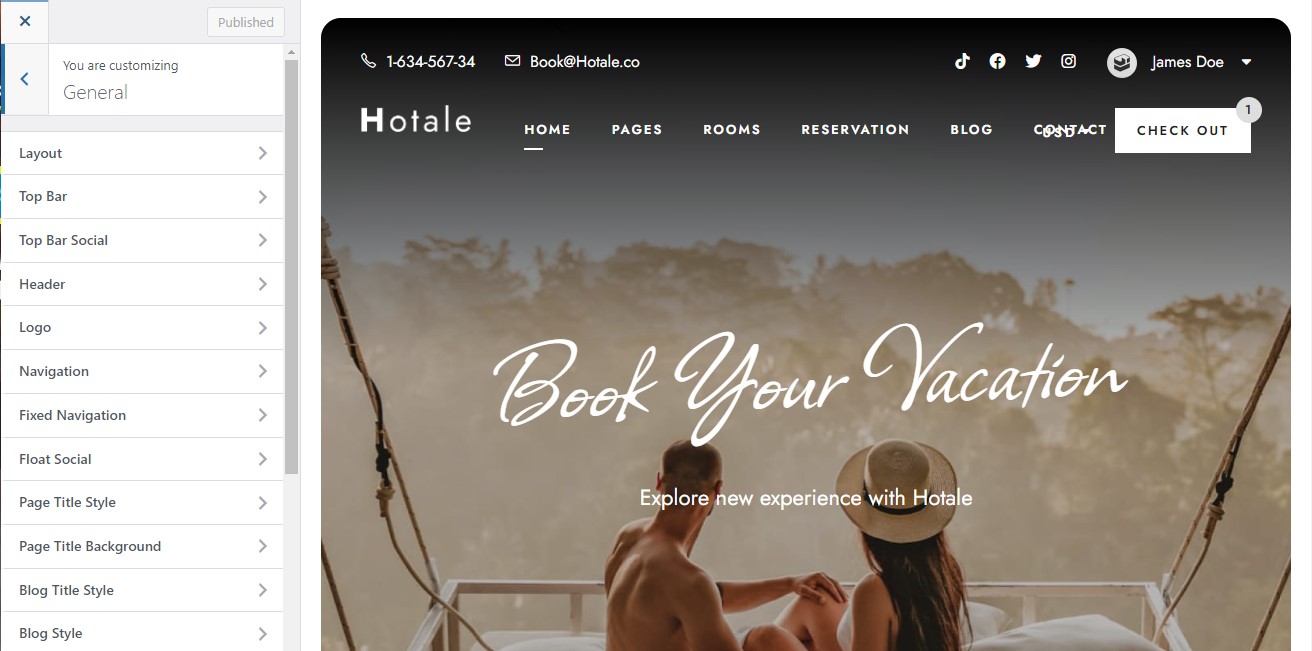 Published
You are customizing
General
Layout
Top Bar
Top Bar Social
Header
Logo
Navigation
Fixed Navigation
Float Social
Page Title Style
Page Title Background
Blog Title Style
Blog Style
1-634-567-34 Book@Hotale.co James Doe
Hotale HOME PAGES ROOMS RESERVATION BLOG CONTACT USD CHECK OUT 1
Book Your Vacation
Explore new experience with Hotale